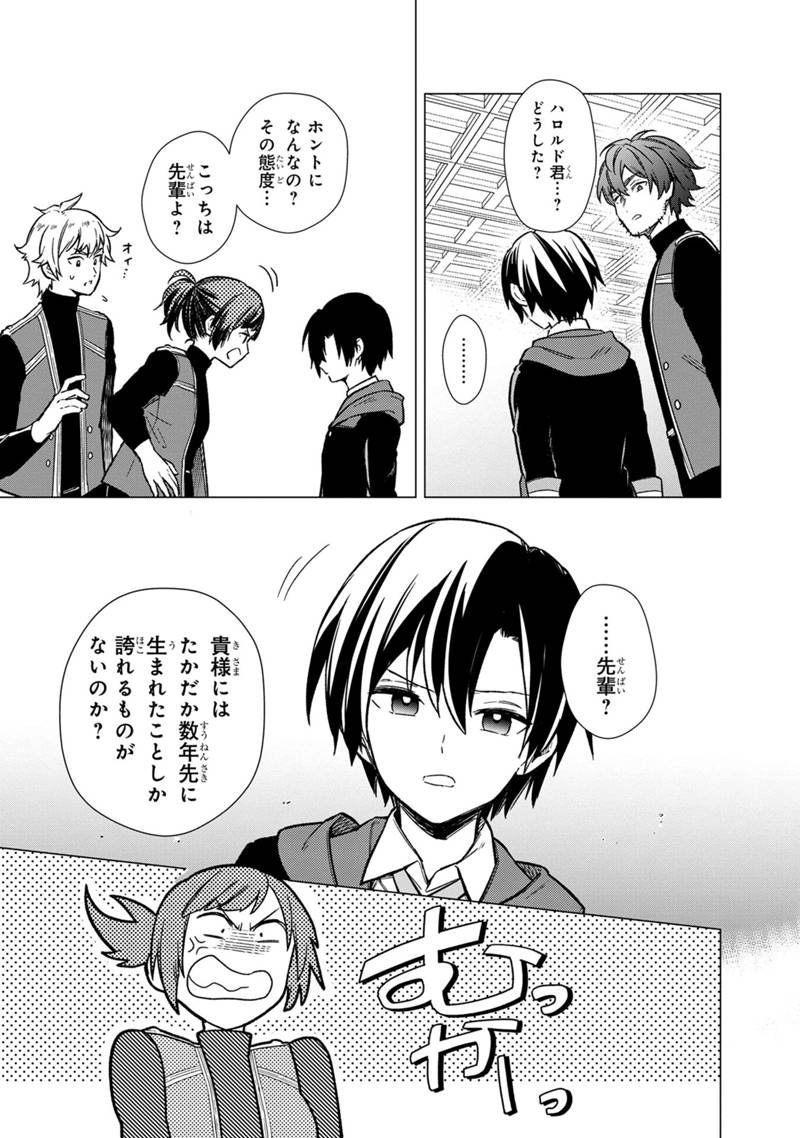 ハロルド君…?
どうした?
………
ホントに
なんなの?
その態度…
こっちは
先輩よ?
オイ…
……先輩?
貴様には
たかだか数年先に
生まれたことしか
誇れるものが
ないのか?
むっ
かーっ